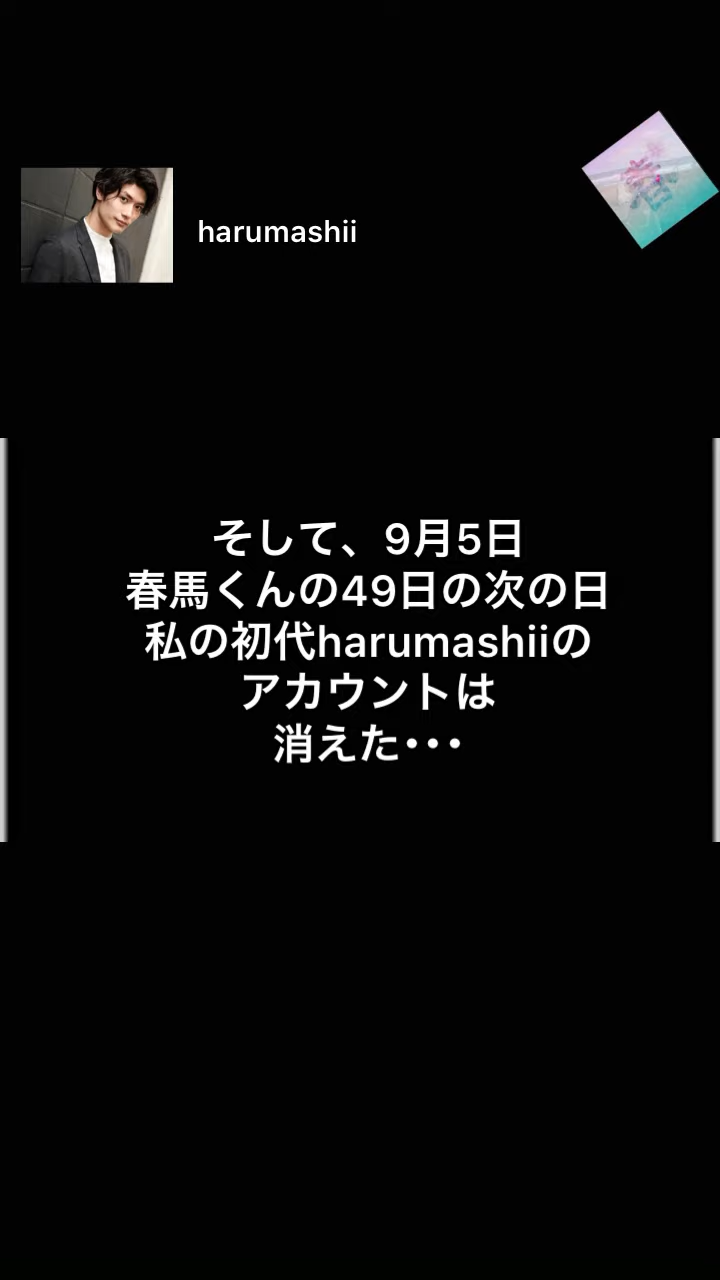 harumashii
そして、9月5日
春馬くんの49日の次の日
私の初代harumashiiの
アカウントは
消えた･･･